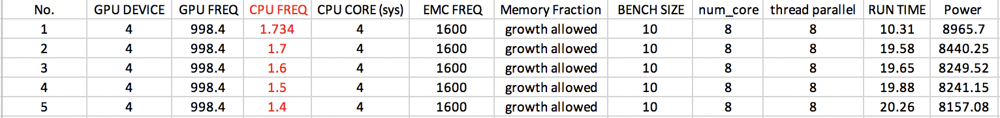 No. GPU DEVICE GPU FREQ CPU FREQ CPU CORE (sys) EMC FREQ Memory Fraction BENCH SIZE num_core thread parallel RUN TIME Power
1 4 998.4 1.734 4 1600 growth allowed 10 8 8 10.31 8965.7
2 4 998.4 1.7 4 1600 growth allowed 10 8 8 19.58 8440.25
3 4 998.4 1.6 4 1600 growth allowed 10 8 8 19.65 8249.52
4 4 998.4 1.5 4 1600 growth allowed 10 8 8 19.88 8241.15
5 4 998.4 1.4 4 1600 growth allowed 10 8 8 20.26 8157.08